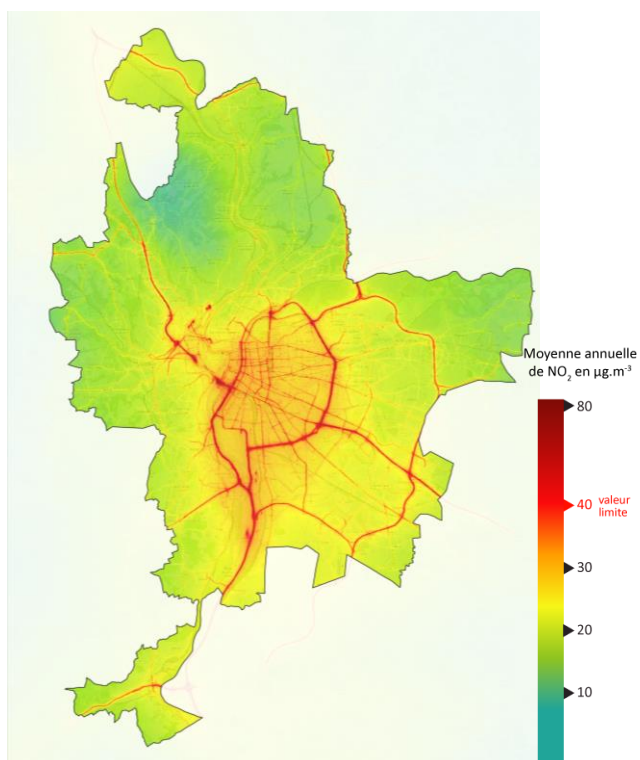 Moyenne annuelle
de NO₂ en µg.m⁻³
80
40 valeur
limite
30
20
10